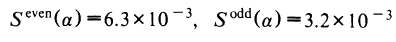 S^even(α) = 6.3 × 10^−3, S^odd(α) = 3.2 × 10^−3